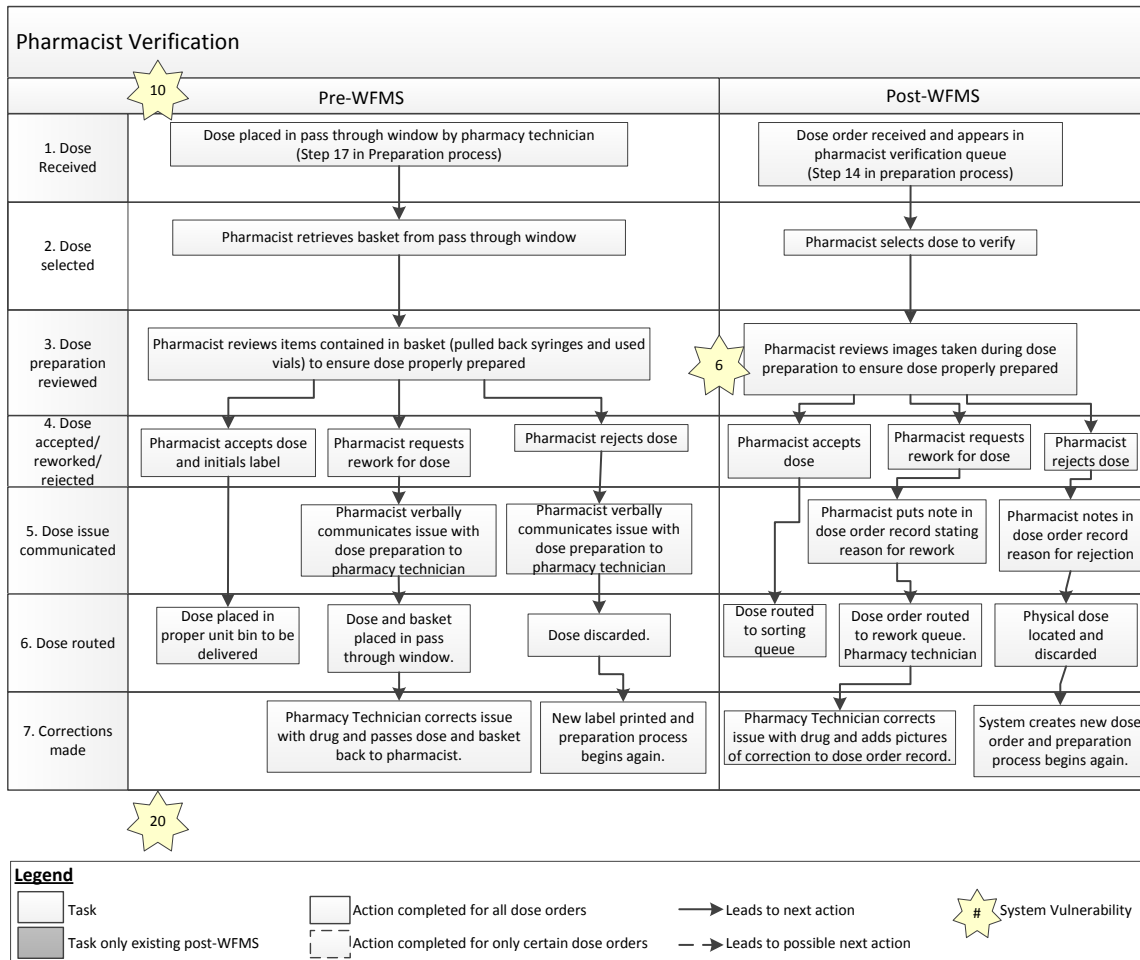 Pharmacist Verification
10
Pre-WFMS
Post-WFMS
1. Dose
Received
Dose placed in pass through window by pharmacy technician
(Step 17 in Preparation process)
Dose order received and appears in
pharmacist verification queue
(Step 14 in preparation process)
2. Dose
selected
Pharmacist retrieves basket from pass through window
Pharmacist selects dose to verify
3. Dose
preparation
reviewed
Pharmacist reviews items contained in basket (pulled back syringes and used
vials) to ensure dose properly prepared
6
Pharmacist reviews images taken during dose
preparation to ensure dose properly prepared
4. Dose
accepted/
reworked/
rejected
Pharmacist accepts dose
and initials label
Pharmacist requests
rework for dose
Pharmacist rejects dose
Pharmacist accepts
dose
Pharmacist requests
rework for dose
Pharmacist
rejects dose
5. Dose issue
communicated
Pharmacist verbally
communicates issue with
dose preparation to
pharmacy technician
Pharmacist verbally
communicates issue with
dose preparation to
pharmacy technician
Pharmacist puts note in
dose order record stating
reason for rework
Pharmacist notes in
dose order record
reason for rejection
6. Dose routed
Dose placed in
proper unit bin to be
delivered
Dose and basket
placed in pass
through window.
Dose discarded.
Dose routed
to sorting
queue
Dose order routed
to rework queue.
Pharmacy technician
Physical dose
located and
discarded
7. Corrections
made
Pharmacy Technician corrects issue
with drug and passes dose and basket
back to pharmacist.
New label printed and
preparation process
begins again.
Pharmacy Technician corrects
issue with drug and adds pictures
of correction to dose order record.
System creates new dose
order and preparation
process begins again.
20
Legend
Task
Task only existing post-WFMS
Action completed for all dose orders
Action completed for only certain dose orders
Leads to next action
Leads to possible next action
#
System Vulnerability